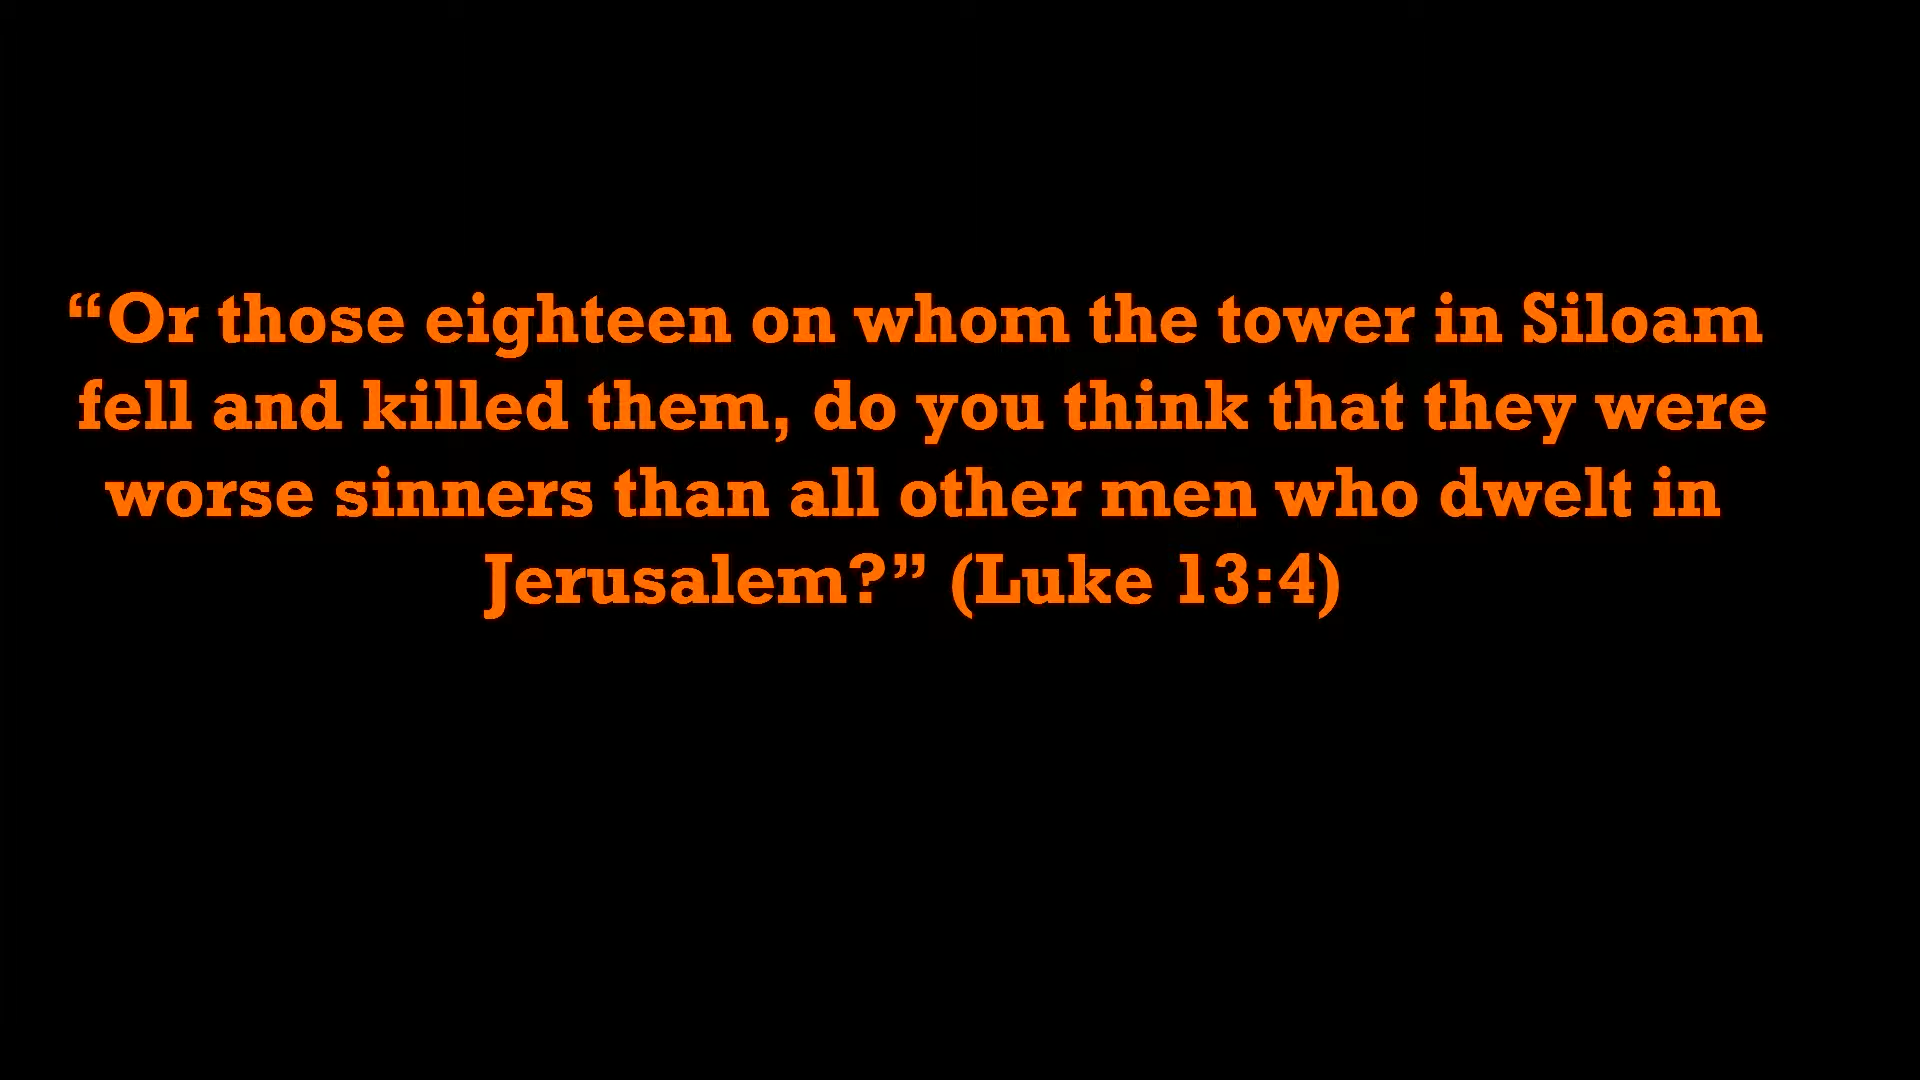 “Or those eighteen on whom the tower in Siloam
fell and killed them, do you think that they were
worse sinners than all other men who dwelt in
Jerusalem?” (Luke 13:4)